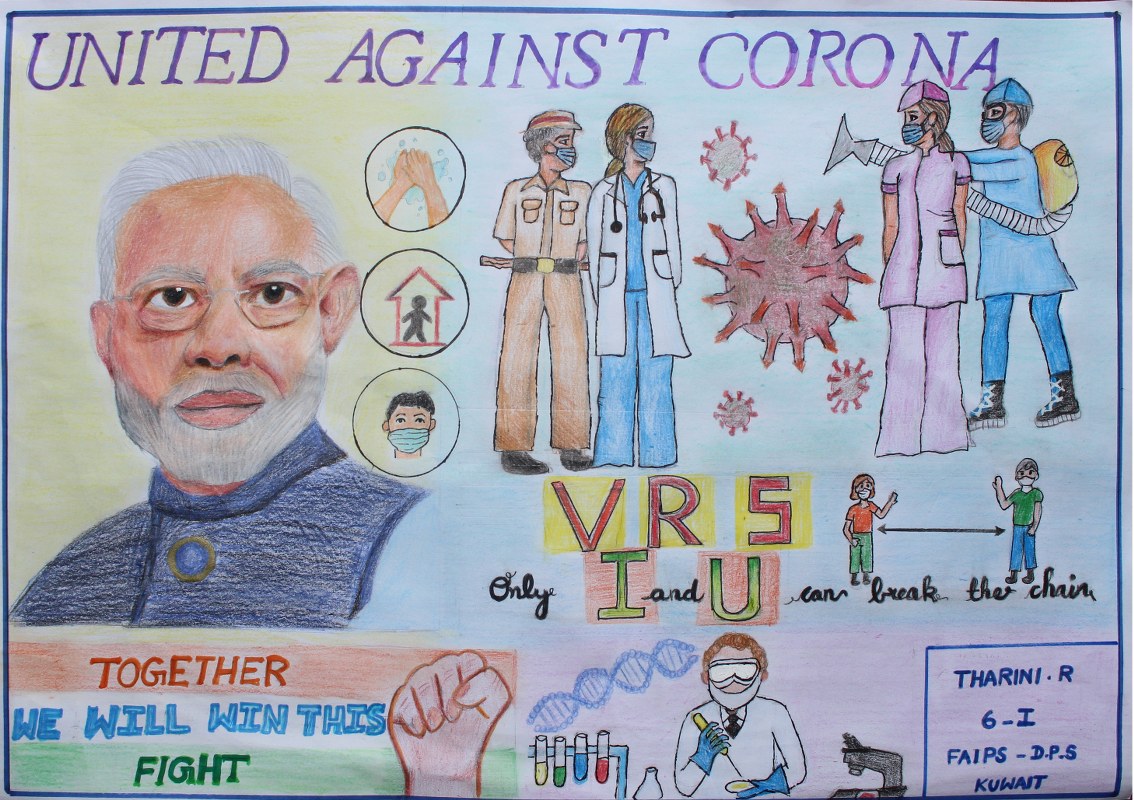 UNITED AGAINST CORONA
V R S
Only I and U can break the chain
TOGETHER
WE WILL WIN THIS
FIGHT
THARINI.R
6-I
FAIPS-D.P.S
KUWAIT